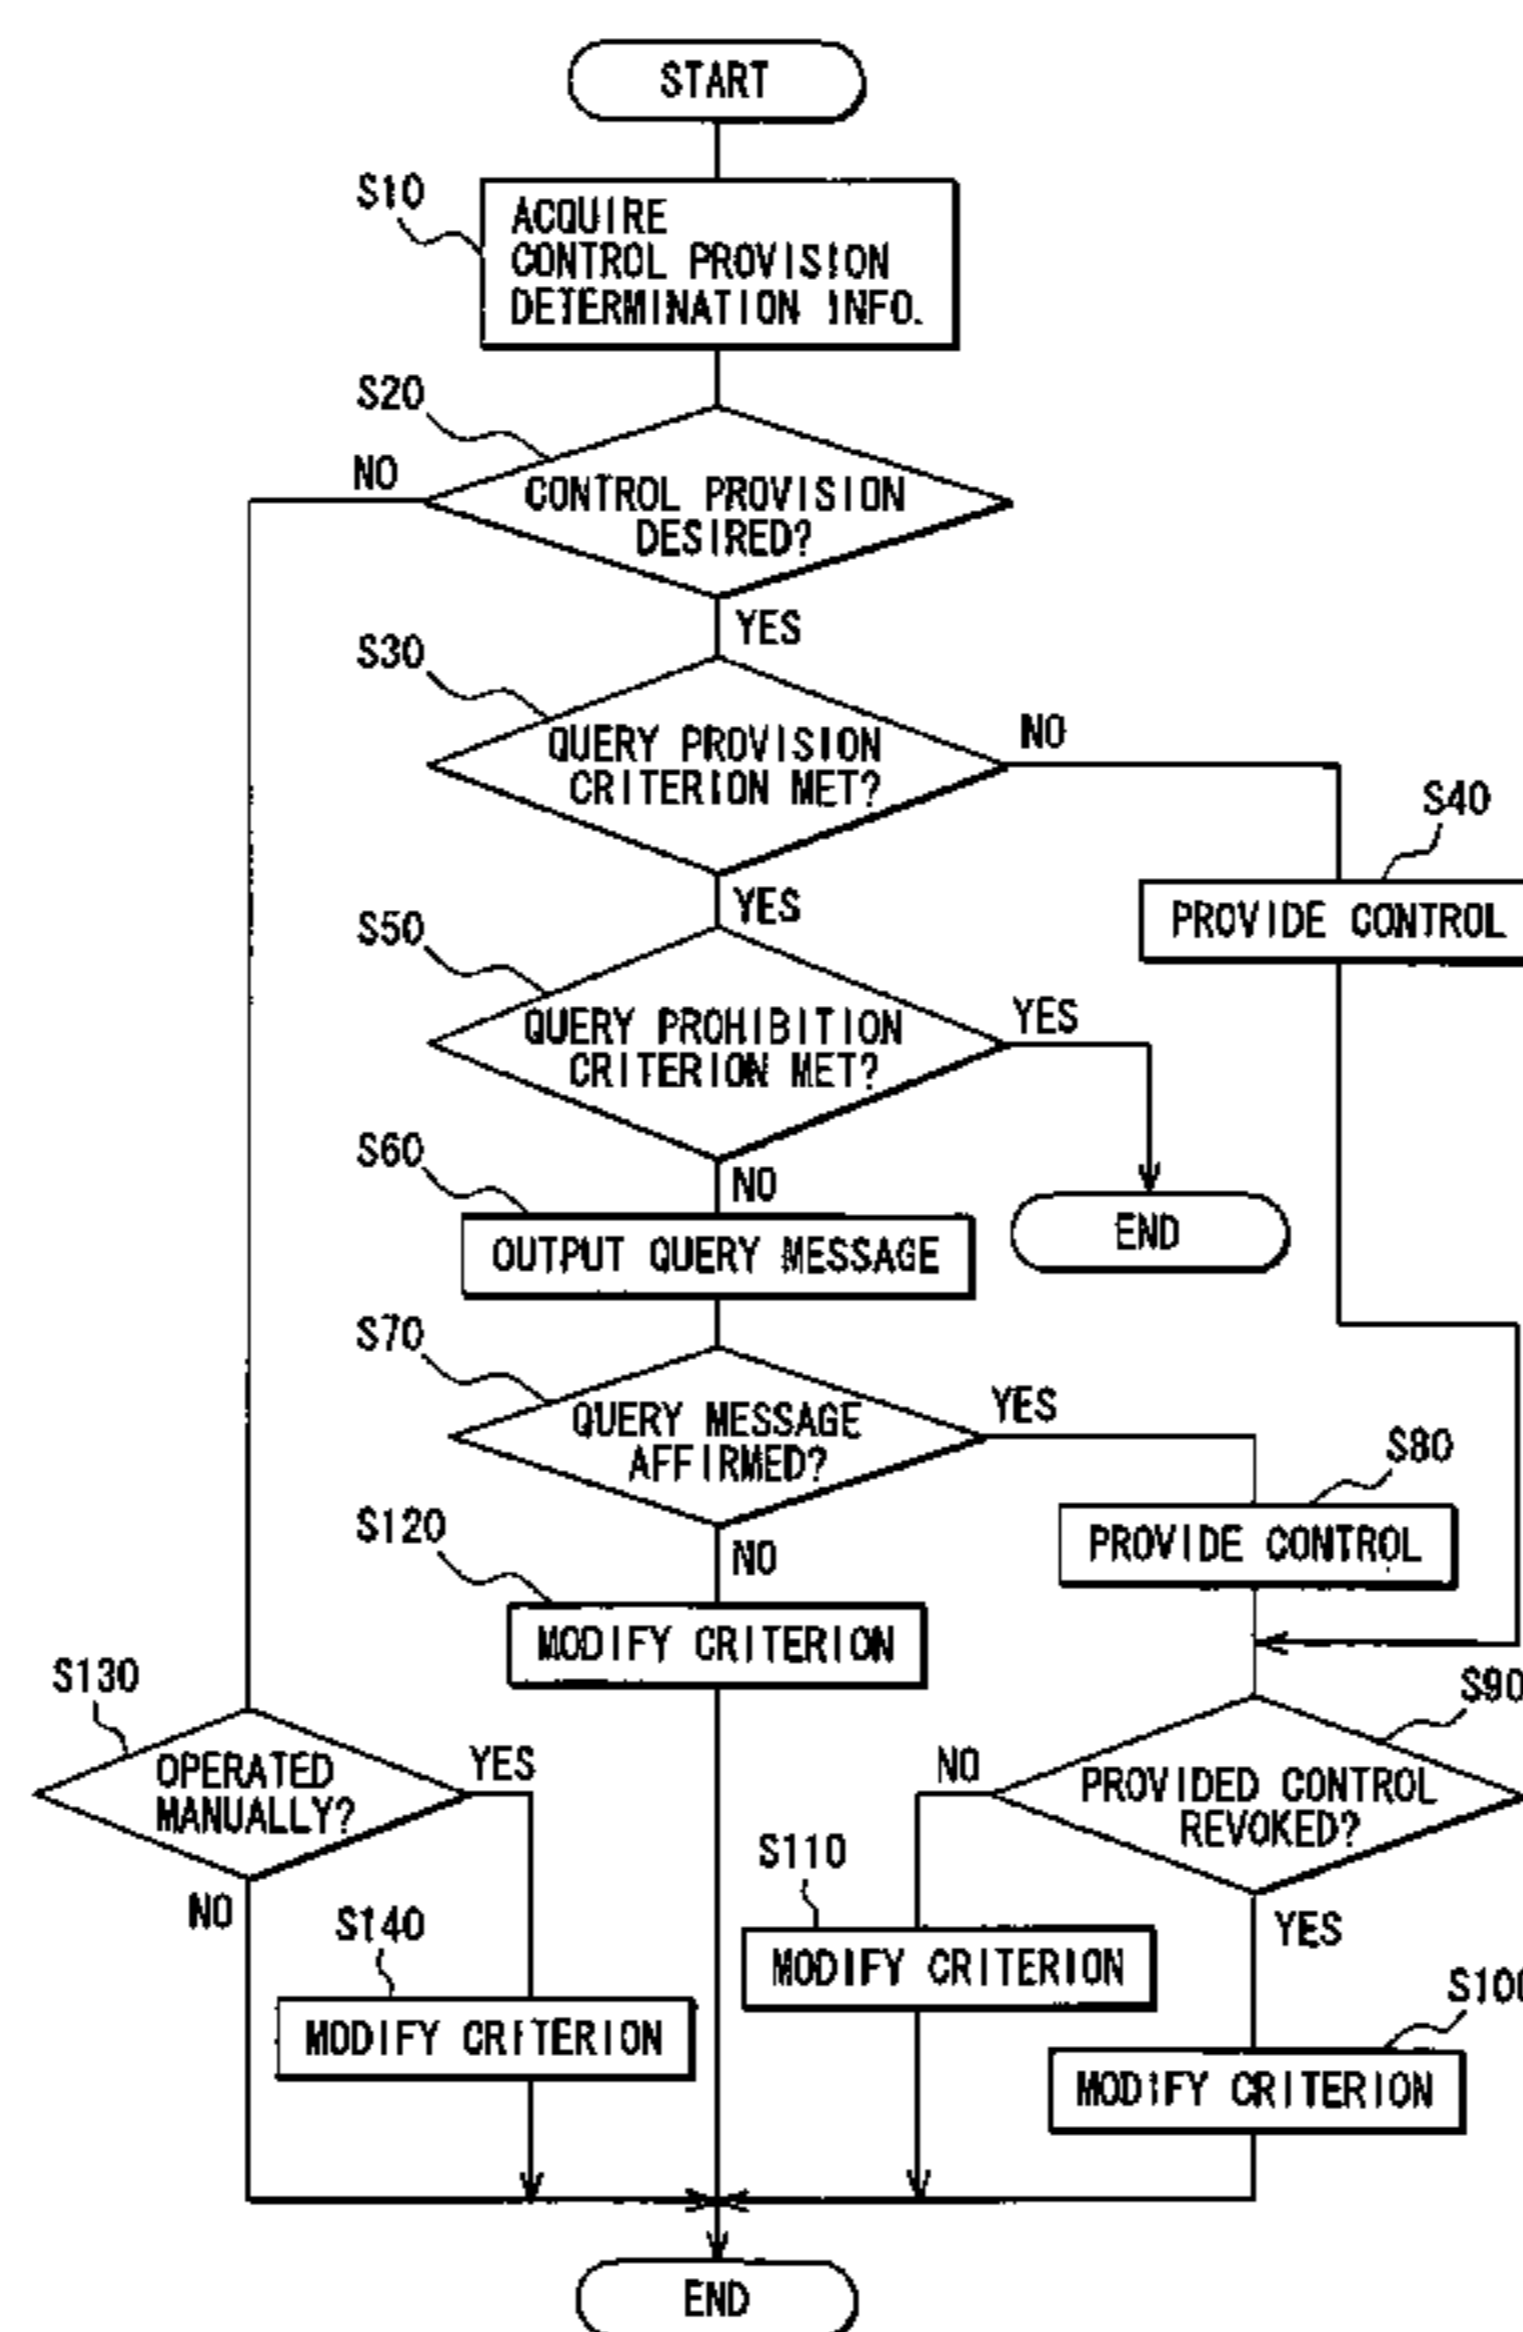 START
S10
ACQUIRE
CONTROL PROVISION
DETERMINATION INFO.
S20
NO
CONTROL PROVISION
DESIRED?
YES
S30
QUERY PROVISION
CRITERION MET?
NO
S40
PROVIDE CONTROL
YES
S50
QUERY PROHIBITION
CRITERION MET?
YES
END
S60
NO
OUTPUT QUERY MESSAGE
S70
QUERY MESSAGE
AFFIRMED?
YES
S80
PROVIDE CONTROL
S120
NO
MODIFY CRITERION
S130
OPERATED
MANUALLY?
YES
NO
S140
MODIFY CRITERION
S90
PROVIDED CONTROL
REVOKED?
NO
S110
MODIFY CRITERION
YES
S100
MODIFY CRITERION
END